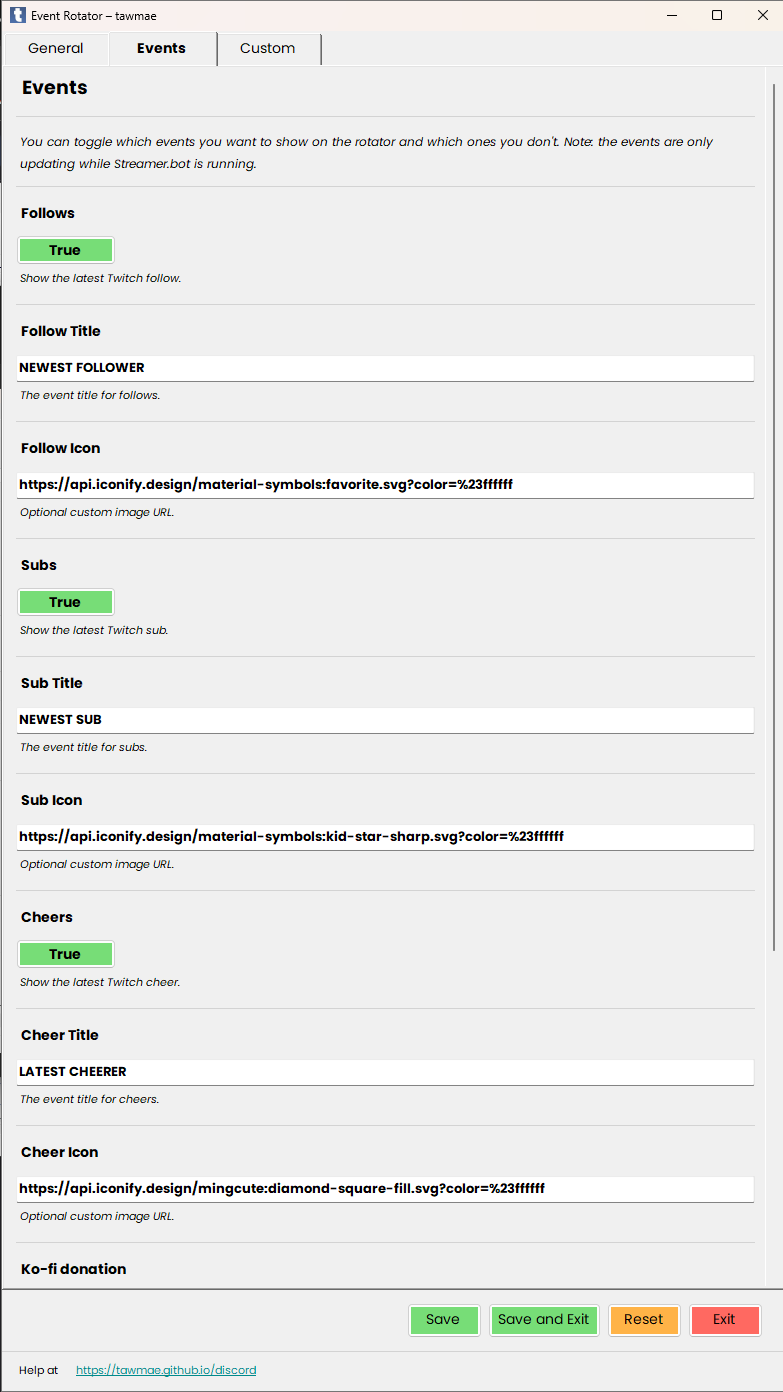 Event Rotator – tawmae
General
Events
Custom
Events
You can toggle which events you want to show on the rotator and which ones you don't. Note: the events are only
updating while Streamer.bot is running.
Follows
True
Show the latest Twitch follow.
Follow Title
NEWEST FOLLOWER
The event title for follows.
Follow Icon
https://api.iconify.design/material-symbols:favorite.svg?color=%23ffffff
Optional custom image URL.
Subs
True
Show the latest Twitch sub.
Sub Title
NEWEST SUB
The event title for subs.
Sub Icon
https://api.iconify.design/material-symbols:kid-star-sharp.svg?color=%23ffffff
Optional custom image URL.
Cheers
True
Show the latest Twitch cheer.
Cheer Title
LATEST CHEERER
The event title for cheers.
Cheer Icon
https://api.iconify.design/mingcute:diamond-square-fill.svg?color=%23ffffff
Optional custom image URL.
Ko-fi donation
Save
Save and Exit
Reset
Exit
Help at https://tawmae.github.io/discord